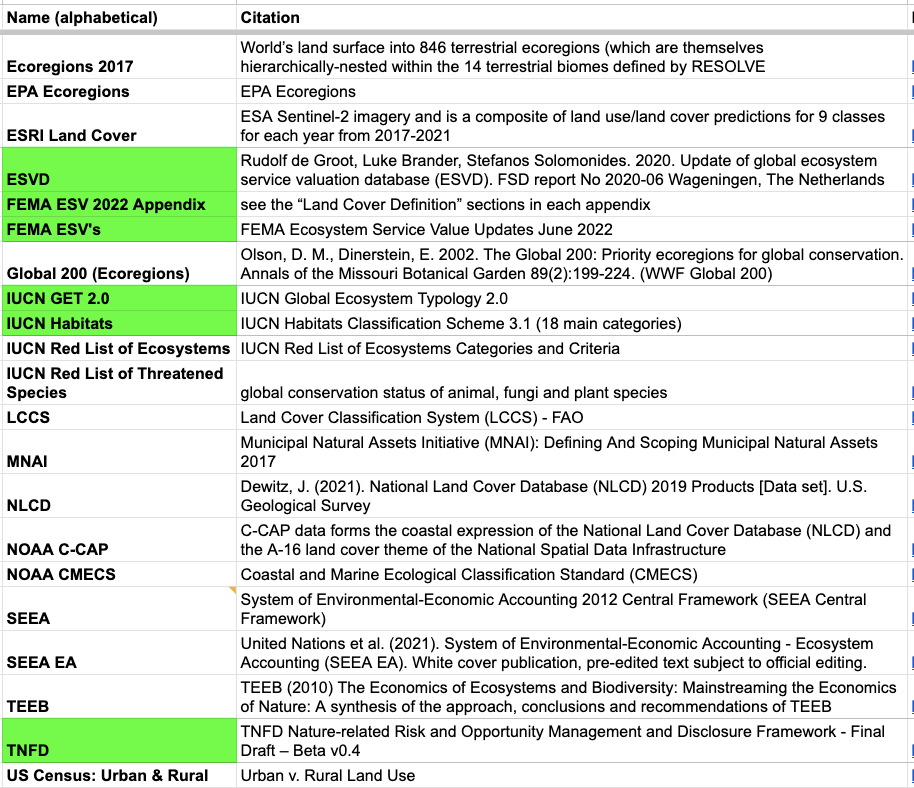 Name (alphabetical) Citation
World's land surface into 846 terrestrial ecoregions (which are themselves
Ecoregions 2017 hierarchically-nested within the 14 terrestrial biomes defined by RESOLVE
EPA Ecoregions EPA Ecoregions
ESA Sentinel-2 imagery and is a composite of land use/land cover predictions for 9 classes
ESRI Land Cover for each year from 2017-2021
Rudolf de Groot, Luke Brander, Stefanos Solomonides. 2020. Update of global ecosystem
ESVD service valuation database (ESVD). FSD report No 2020-06 Wageningen, The Netherlands
FEMA ESV 2022 Appendix see the “Land Cover Definition” sections in each appendix
FEMA ESV's FEMA Ecosystem Service Value Updates June 2022
Olson, D. M., Dinerstein, E. 2002. The Global 200: Priority ecoregions for global conservation.
Global 200 (Ecoregions) Annals of the Missouri Botanical Garden 89(2):199-224. (WWF Global 200)
IUCN GET 2.0 IUCN Global Ecosystem Typology 2.0
IUCN Habitats IUCN Habitats Classification Scheme 3.1 (18 main categories)
IUCN Red List of Ecosystems IUCN Red List of Ecosystems Categories and Criteria
IUCN Red List of Threatened
Species global conservation status of animal, fungi and plant species
LCCS Land Cover Classification System (LCCS) - FAO
Municipal Natural Assets Initiative (MNAI): Defining And Scoping Municipal Natural Assets
MNAI 2017
Dewitz, J. (2021). National Land Cover Database (NLCD) 2019 Products [Data set]. U.S.
NLCD Geological Survey
C-CAP data forms the coastal expression of the National Land Cover Database (NLCD) and
NOAA C-CAP the A-16 land cover theme of the National Spatial Data Infrastructure
NOAA CMECS Coastal and Marine Ecological Classification Standard (CMECS)
System of Environmental-Economic Accounting 2012 Central Framework (SEEA Central
SEEA Framework)
United Nations et al. (2021). System of Environmental-Economic Accounting - Ecosystem
SEEA EA Accounting (SEEA EA). White cover publication, pre-edited text subject to official editing.
TEEB (2010) The Economics of Ecosystems and Biodiversity: Mainstreaming the Economics
TEEB of Nature: A synthesis of the approach, conclusions and recommendations of TEEB
TNFD Nature-related Risk and Opportunity Management and Disclosure Framework - Final
TNFD Draft – Beta v0.4
US Census: Urban & Rural Urban v. Rural Land Use